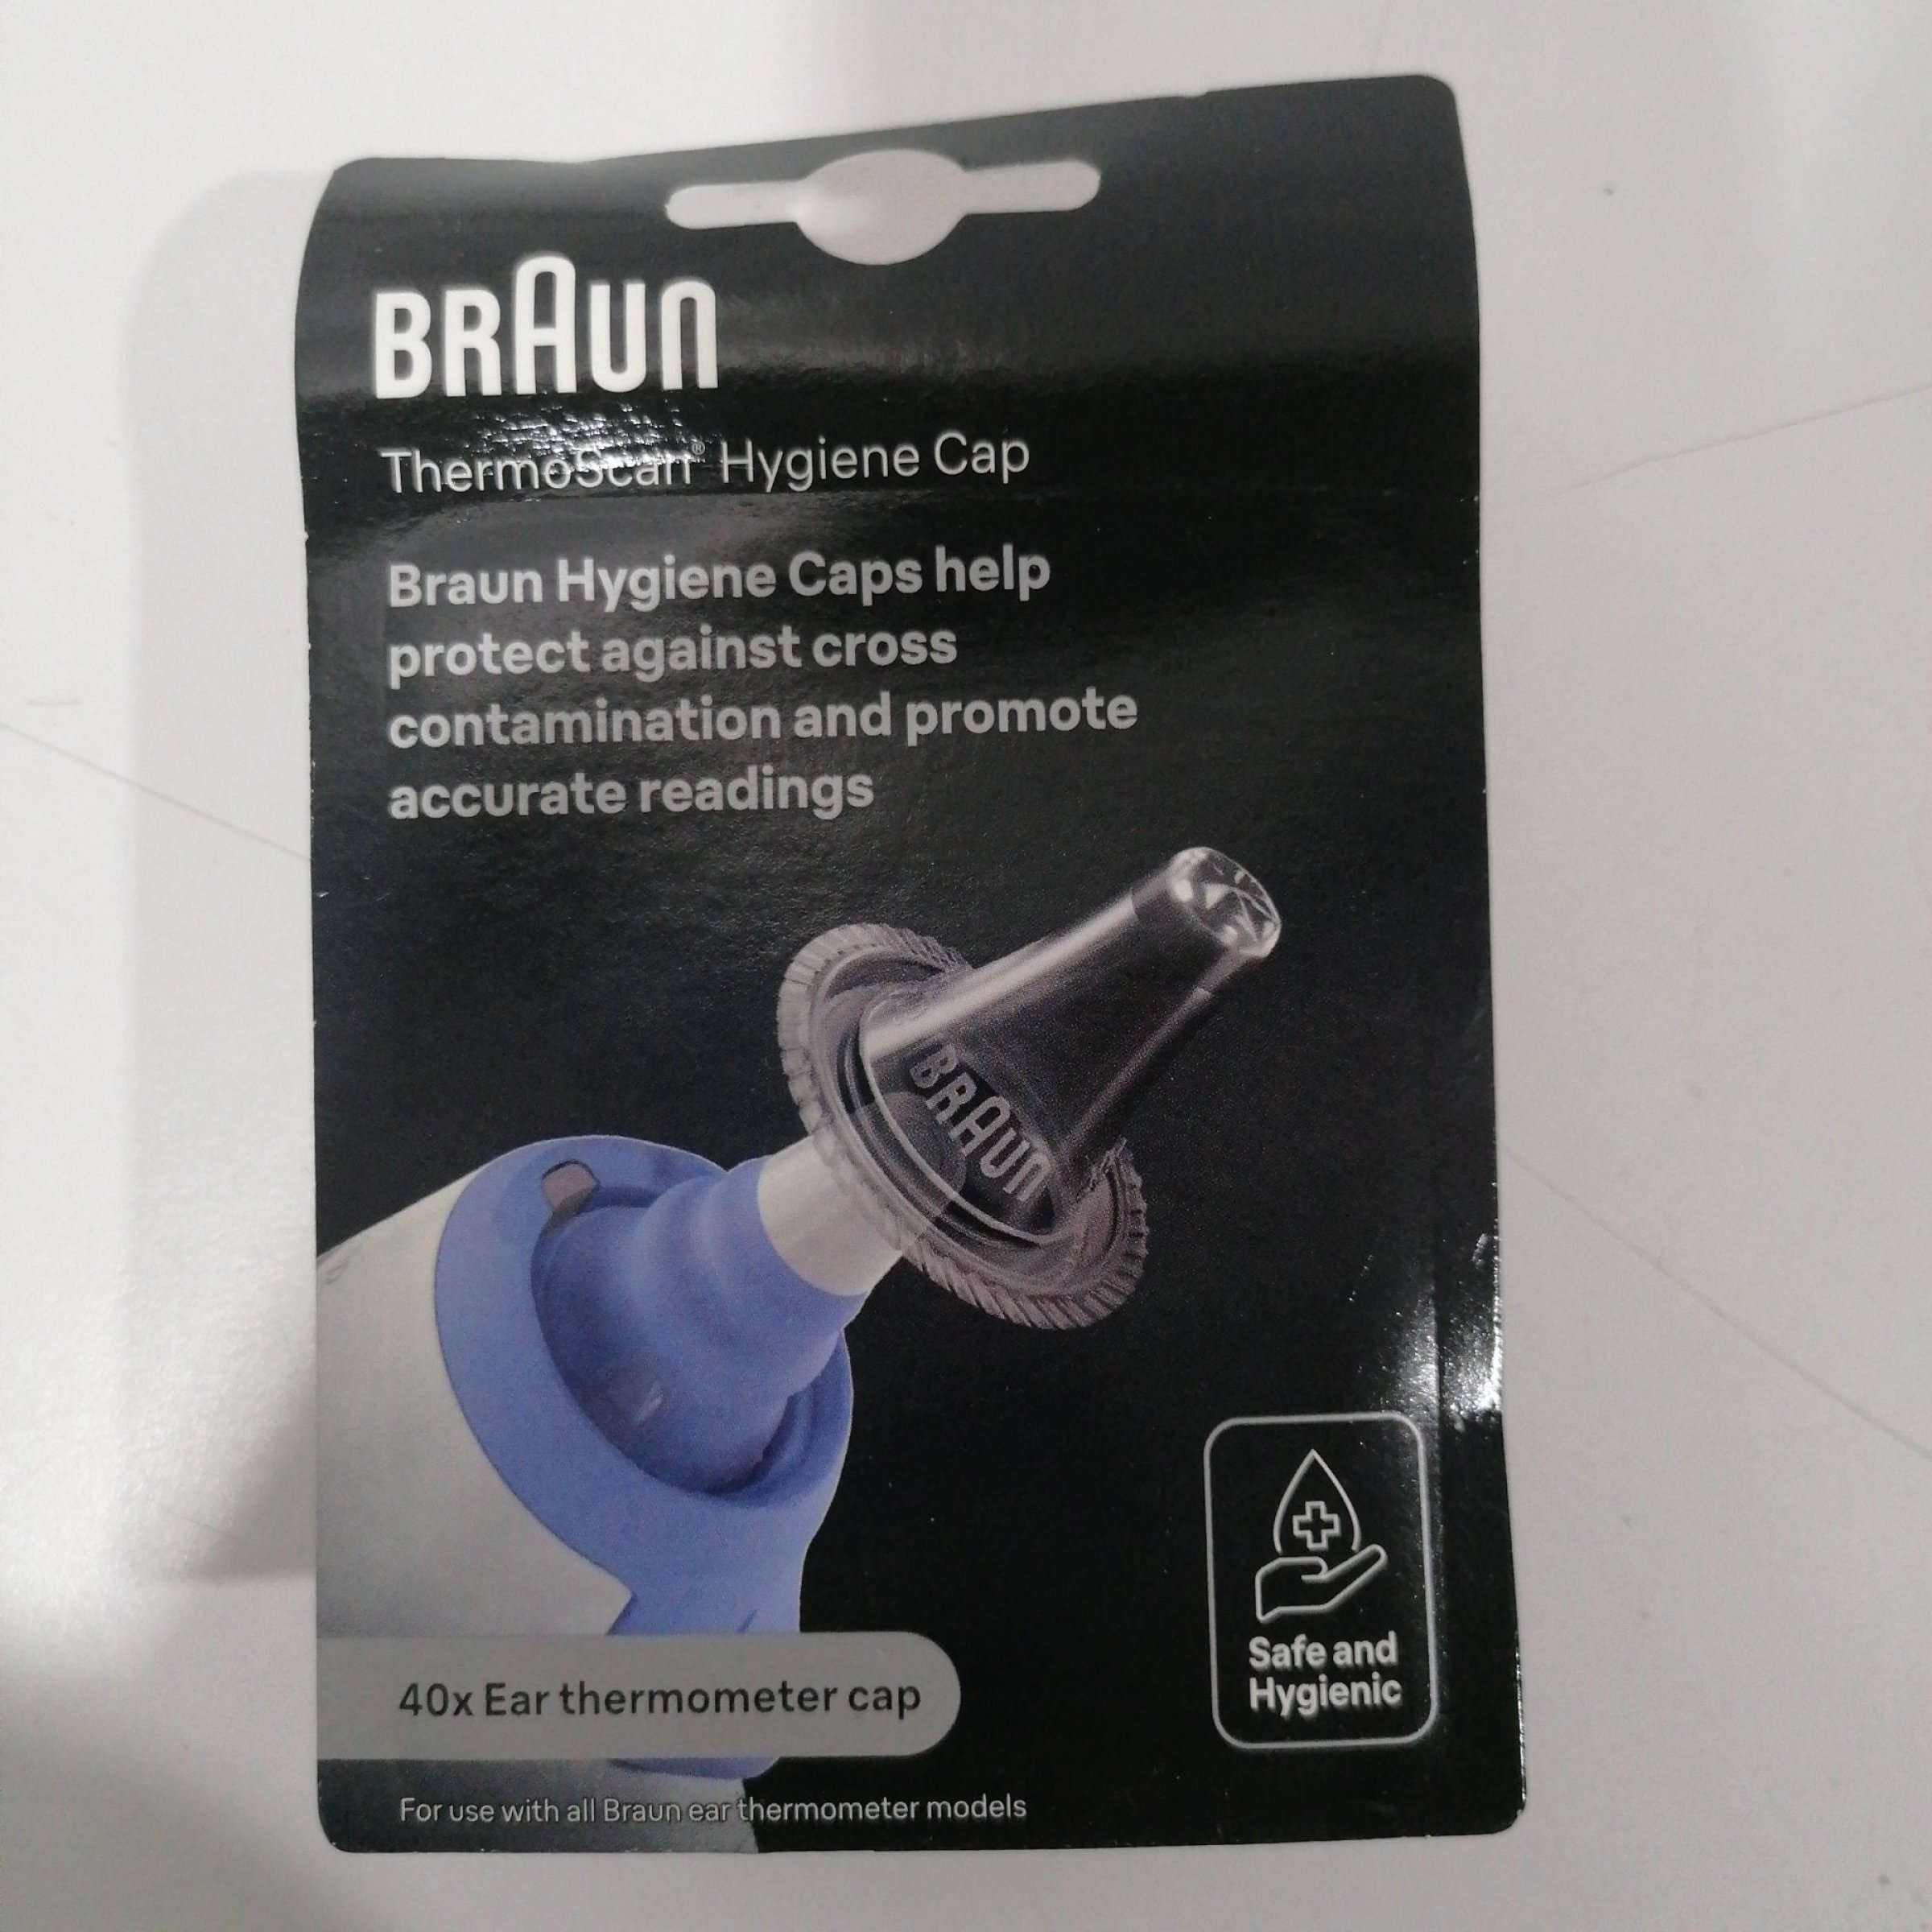 BRAUN
ThermoScan® Hygiene Cap
Braun Hygiene Caps help
protect against cross
contamination and promote
accurate readings
BRAUN
40x Ear thermometer cap
Safe and
Hygienic
For use with all Braun ear thermometer models